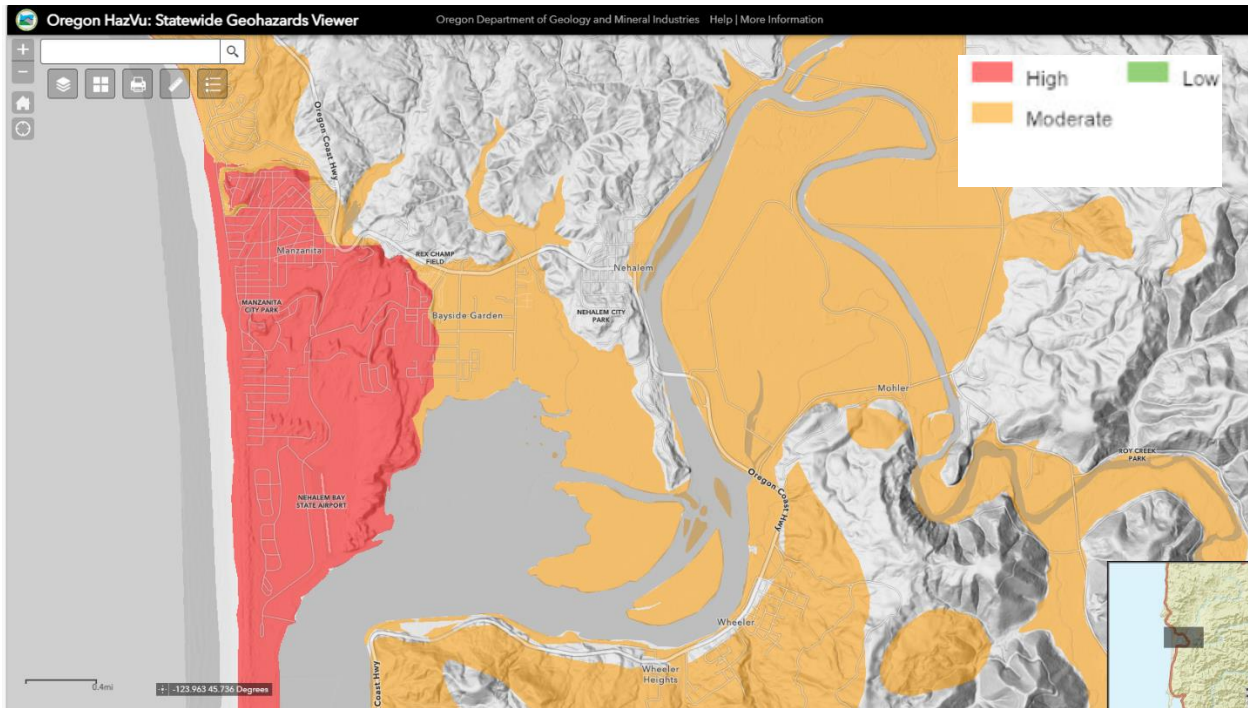 Oregon HazVu: Statewide Geohazards Viewer
Oregon Department of Geology and Mineral Industries Help | More Information
+
−
High
Low
Moderate
Oregon Coast Hwy
Manzanita
REX CHAMP
FIELD
Nehalem
MANZANITA
CITY PARK
Bayside Garden
NEHALEM CITY
PARK
Mohler
ROY CREEK
PARK
Oregon Coast Hwy
NEHALEM BAY
STATE AIRPORT
Wheeler
Wheeler
Heights
Coast Hwy
0.4mi
-123.963 45.736 Degrees